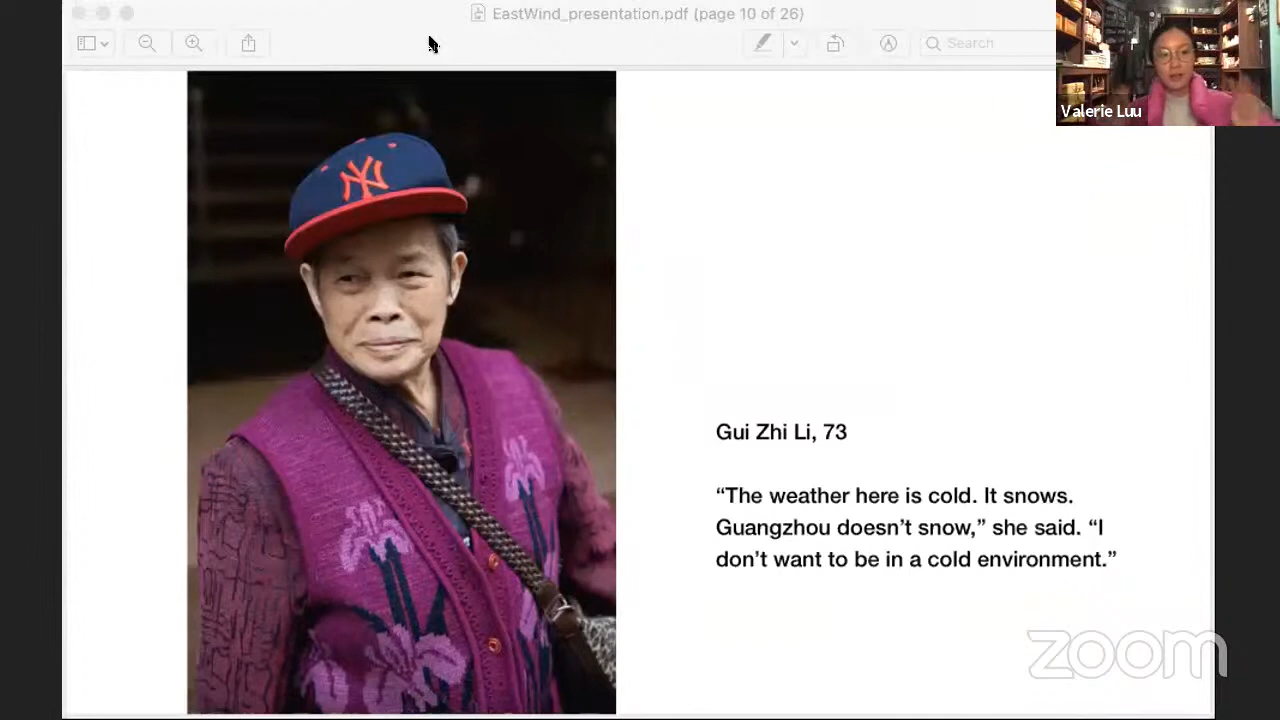 EastWind_presentation.pdf (page 10 of 26)
Search
Valerie Luu
NY
Gui Zhi Li, 73
“The weather here is cold. It snows.
Guangzhou doesn’t snow,” she said. “I
don’t want to be in a cold environment.”
zoom